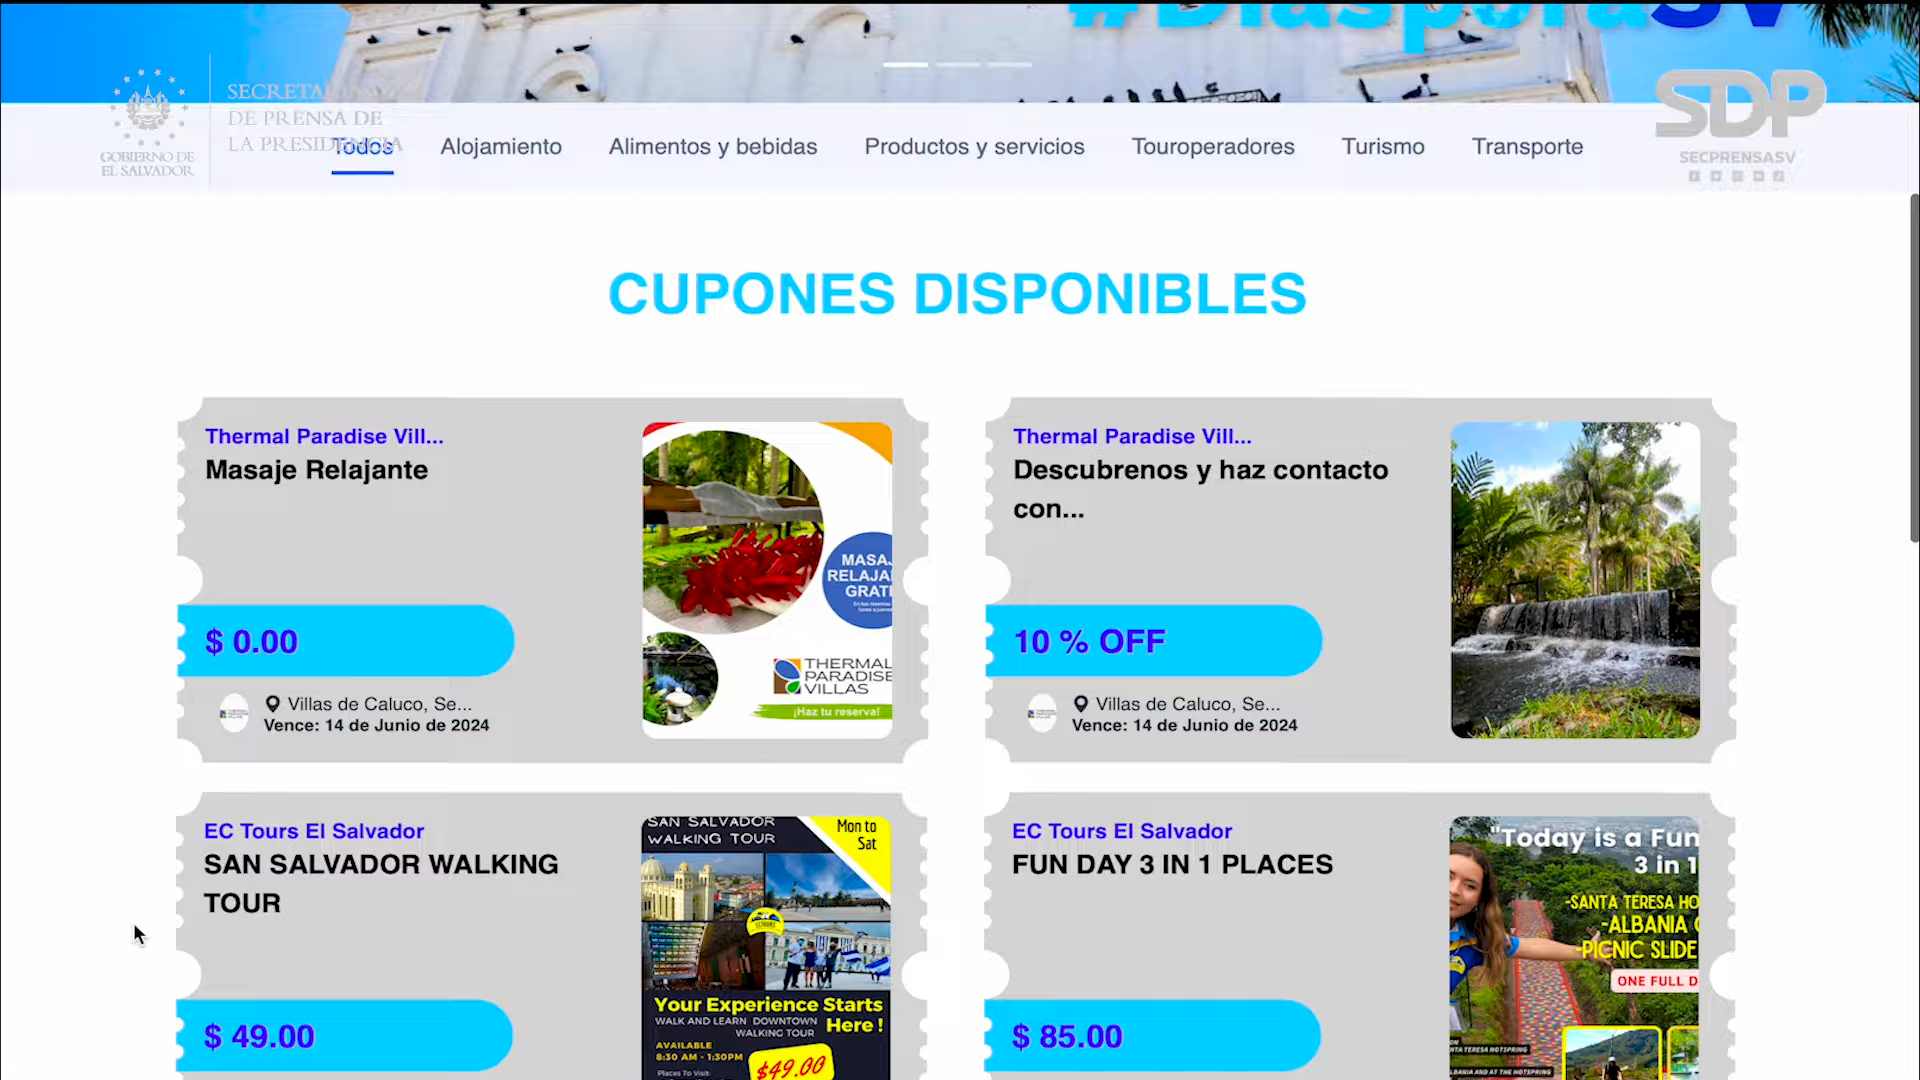 #DiasporaSV
SECRETARÍA
DE PRENSA DE
LA PRESIDENCIA
GOBIERNO DE
EL SALVADOR
SDP
SECPRENSASV
Todos
Alojamiento
Alimentos y bebidas
Productos y servicios
Touroperadores
Turismo
Transporte
CUPONES DISPONIBLES
Thermal Paradise Vill...
Masaje Relajante
$ 0.00
Villas de Caluco, Se...
Vence: 14 de Junio de 2024
MASAJ
RELAJA
GRATI
THERMAL
PARADISE
VILLAS
¡Haz tu reserva!
Thermal Paradise Vill...
Descubrenos y haz contacto
con...
10 % OFF
Villas de Caluco, Se...
Vence: 14 de Junio de 2024
EC Tours El Salvador
SAN SALVADOR WALKING
TOUR
$ 49.00
SAN SALVADOR
WALKING TOUR
Mon to
Sat
Your Experience Starts
Here !
WALK AND LEARN DOWNTOWN
WALKING TOUR
AVAILABLE
8:30 AM - 1:30PM
Places To Visit:
$49.00
EC Tours El Salvador
FUN DAY 3 IN 1 PLACES
$ 85.00
"Today is a Fun
3 in 1
-SANTA TERESA HO
-ALBANIA
-PICNIC SLIDE
ONE FULL D